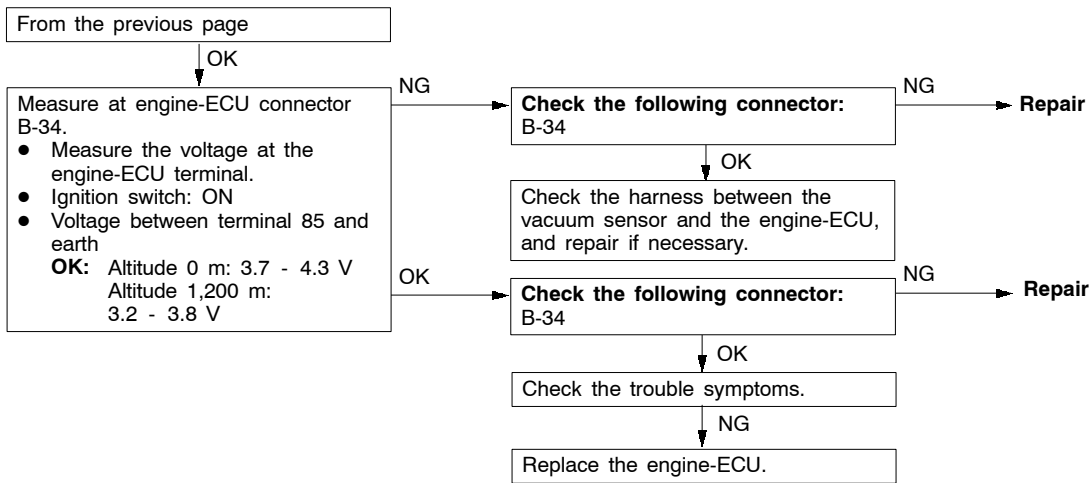 From the previous page
OK
Measure at engine-ECU connector
B-34.
● Measure the voltage at the
engine-ECU terminal.
● Ignition switch: ON
● Voltage between terminal 85 and
earth
OK: Altitude 0 m: 3.7 - 4.3 V
Altitude 1,200 m:
3.2 - 3.8 V
NG
Check the following connector:
B-34
NG
Repair
OK
Check the harness between the
vacuum sensor and the engine-ECU,
and repair if necessary.
OK
Check the following connector:
B-34
NG
Repair
OK
Check the trouble symptoms.
NG
Replace the engine-ECU.